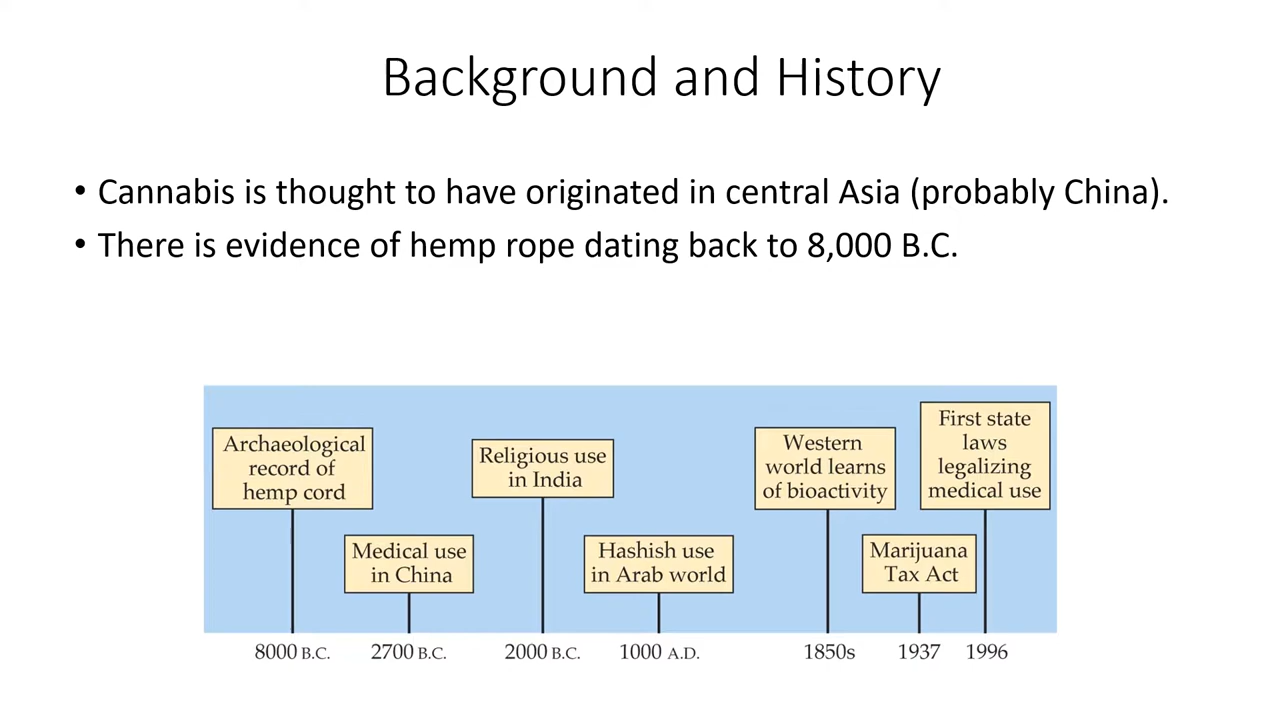 Background and History
• Cannabis is thought to have originated in central Asia (probably China).
• There is evidence of hemp rope dating back to 8,000 B.C.
Archaeological
record of
hemp cord
Medical use
in China
Religious use
in India
Hashish use
in Arab world
Western
world learns
of bioactivity
Marijuana
Tax Act
First state
laws
legalizing
medical use
8000 B.C.
2700 B.C.
2000 B.C.
1000 A.D.
1850s
1937
1996